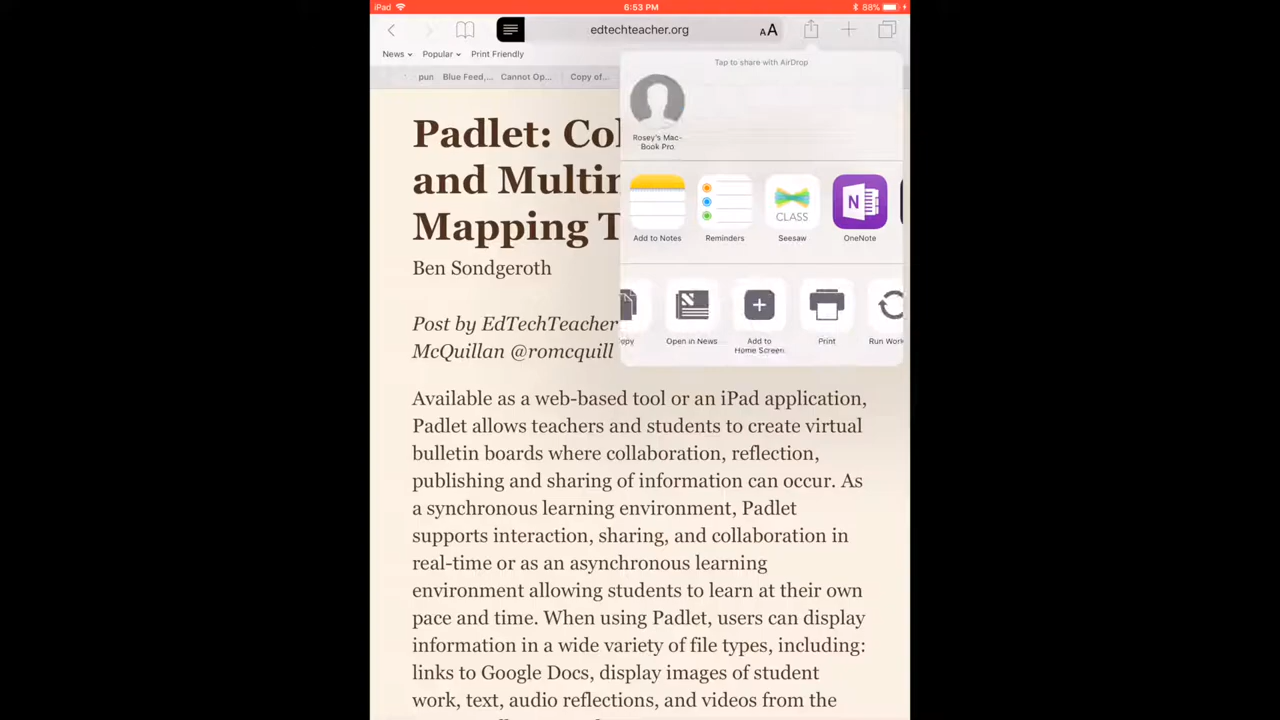 iPad 6:53 PM 88%
edtechteacher.org AA
News Popular Print Friendly
pun Blue Feed,... Cannot Op... Copy of...
Tap to share with AirDrop
Rosey's Mac-
Book Pro
CLASS
N
Add to Notes Reminders Seesaw OneNote
opy Open in News Add to
Home Screen Print Run Work
Padlet: Col
and Multin
Mapping T
Ben Sondgeroth
Post by EdTechTeacher
McQuillan @romcquill
Available as a web-based tool or an iPad application,
Padlet allows teachers and students to create virtual
bulletin boards where collaboration, reflection,
publishing and sharing of information can occur. As
a synchronous learning environment, Padlet
supports interaction, sharing, and collaboration in
real-time or as an asynchronous learning
environment allowing students to learn at their own
pace and time. When using Padlet, users can display
information in a wide variety of file types, including:
links to Google Docs, display images of student
work, text, audio reflections, and videos from the